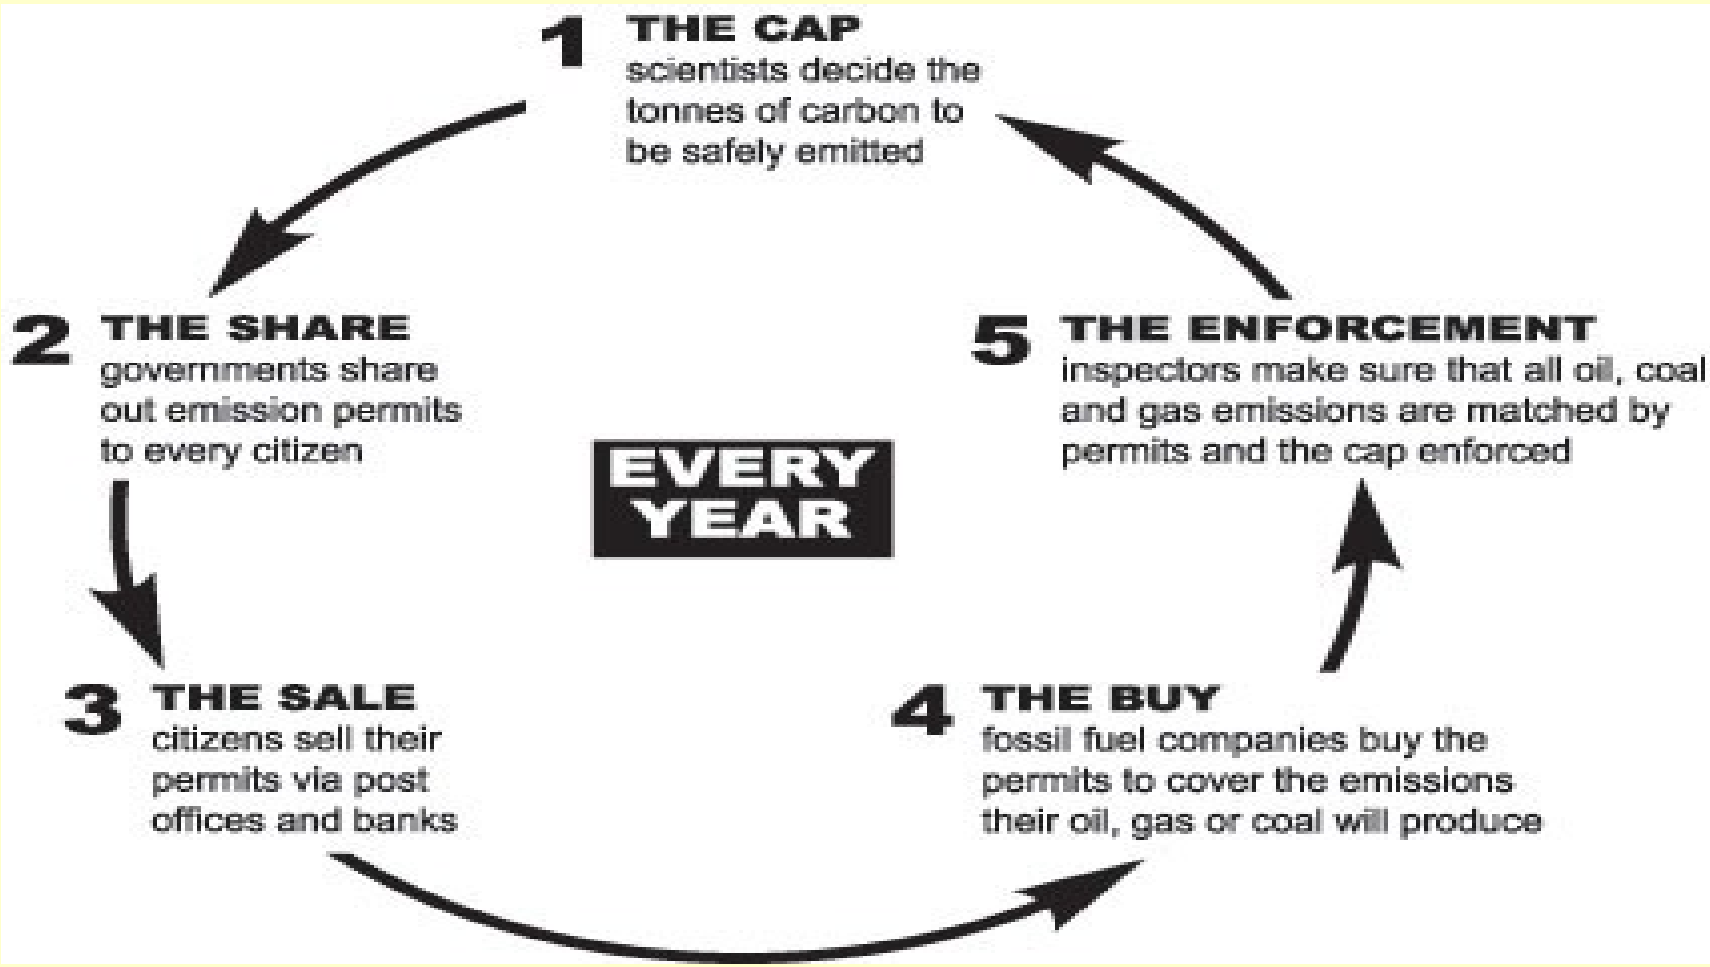 1 THE CAP
scientists decide the
tonnes of carbon to
be safely emitted
2 THE SHARE
governments share
out emission permits
to every citizen
3 THE SALE
citizens sell their
permits via post
offices and banks
4 THE BUY
fossil fuel companies buy the
permits to cover the emissions
their oil, gas or coal will produce
5 THE ENFORCEMENT
inspectors make sure that all oil, coal
and gas emissions are matched by
permits and the cap enforced
EVERY
YEAR